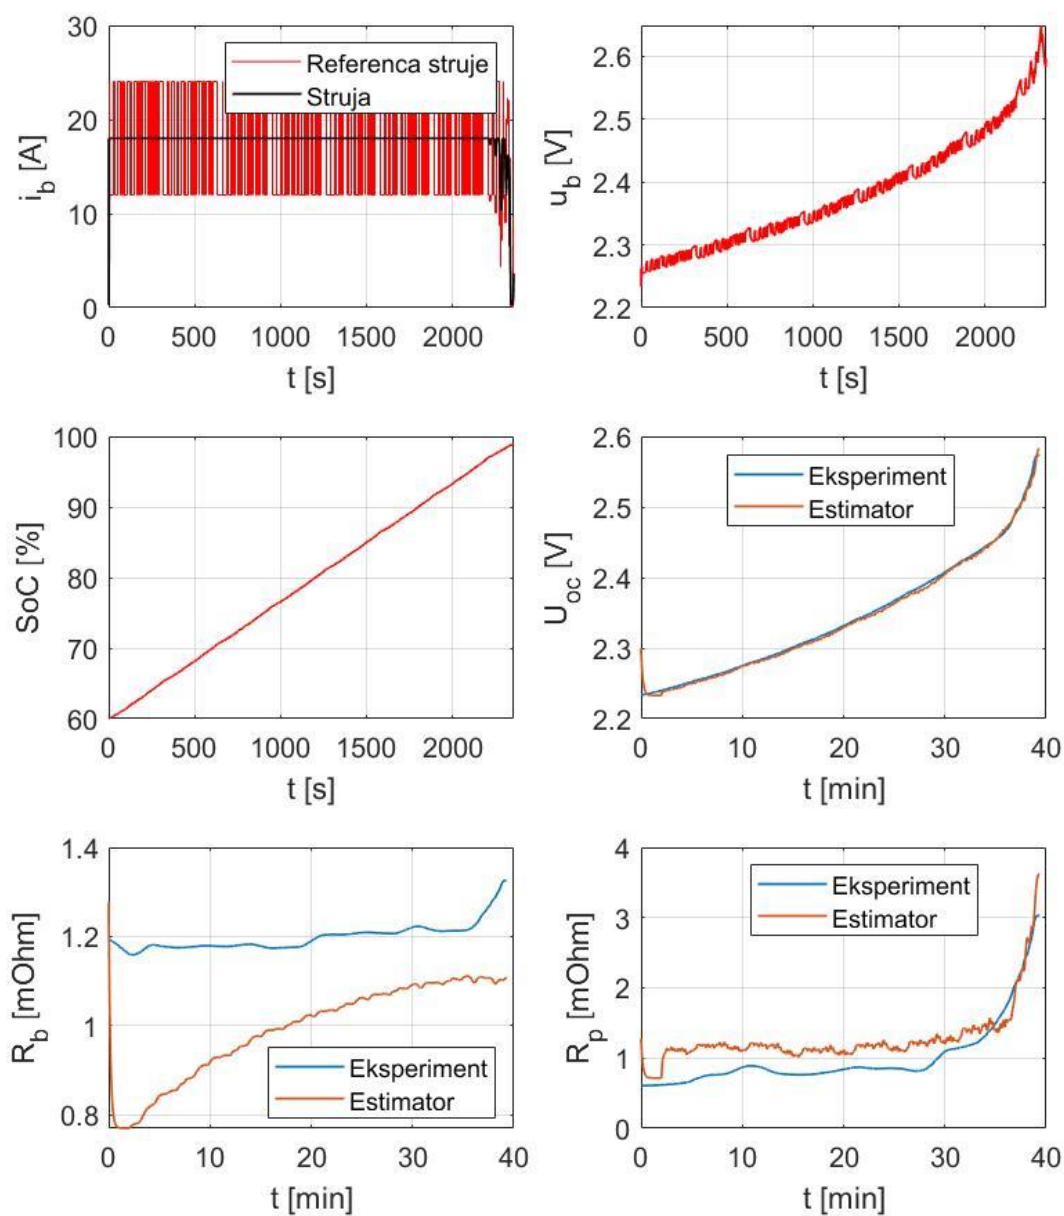 30
20
10
0
i_b [A]
Referenca struje
Struja
0 500 1000 1500 2000
t [s]
2.6
2.5
2.4
2.3
2.2
u_b [V]
500 1000 1500 2000
t [s]
100
90
80
70
60
SoC [%]
0 500 1000 1500 2000
t [s]
2.6
2.5
2.4
2.3
2.2
U_oc [V]
Eksperiment
Estimator
0 10 20 30 40
t [min]
1.4
1.2
1
0.8
R_b [mOhm]
Eksperiment
Estimator
0 10 20 30 40
t [min]
4
3
2
1
0
R_p [mOhm]
Eksperiment
Estimator
0 10 20 30 40
t [min]